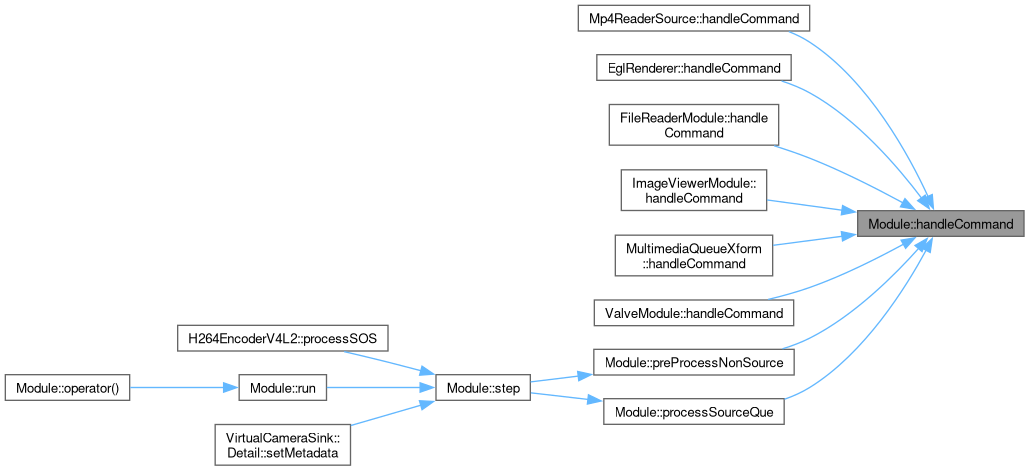 Mp4ReaderSource::handleCommand
EglRenderer::handleCommand
FileReaderModule::handle
Command
ImageViewerModule::
handleCommand
Module::handleCommand
MultimediaQueueXform
::handleCommand
ValveModule::handleCommand
H264EncoderV4L2::processSOS
Module::preProcessNonSource
Module::operator()
Module::run
Module::step
Module::processSourceQue
VirtualCameraSink::
Detail::setMetadata